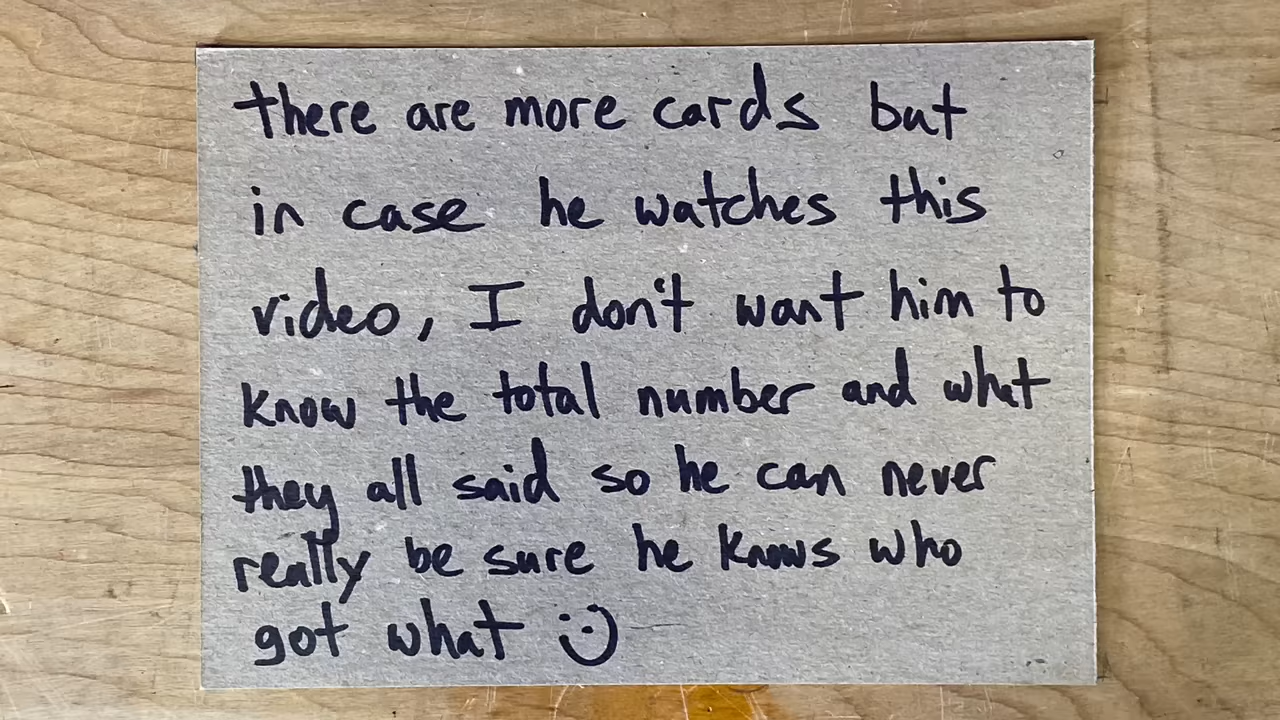 there are more cards but
in case he watches this
video, I don't want him to
know the total number and what
they all said so he can never
really be sure he knows who
got what :-)